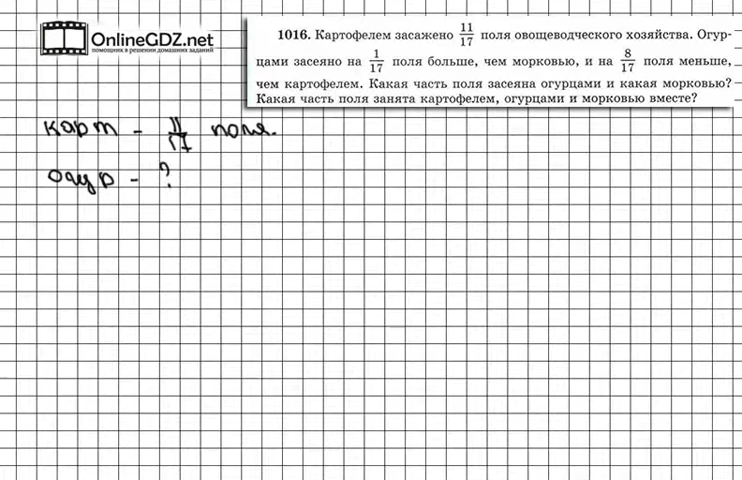 OnlineGDZ.net
помощник в решении домашних заданий
1016. Картофелем засажено 11/17 поля овощеводческого хозяйства. Огур-
цами засеяно на 1/17 поля больше, чем морковью, и на 8/17 поля меньше,
чем картофелем. Какая часть поля засеяна огурцами и какая морковью?
Какая часть поля занята картофелем, огурцами и морковью вместе?
карт - 11/17 поля.
огур - ?